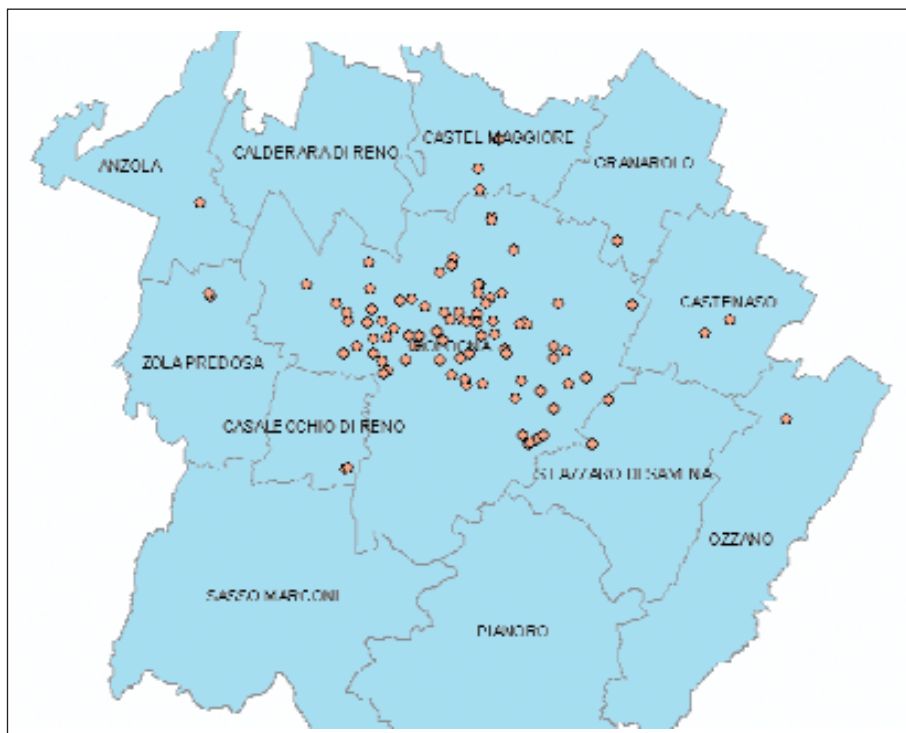 CASTEL MAGGIORE
CALDERARA DI RENO
GRANAROLO
ANZOLA
CASTENASO
BOLOGNA
ZOLA PREDOSA
CASALECCHIO DI RENO
S LAZZARO DI SAVENA
OZZANO
SASSO MARCONI
PIANORO